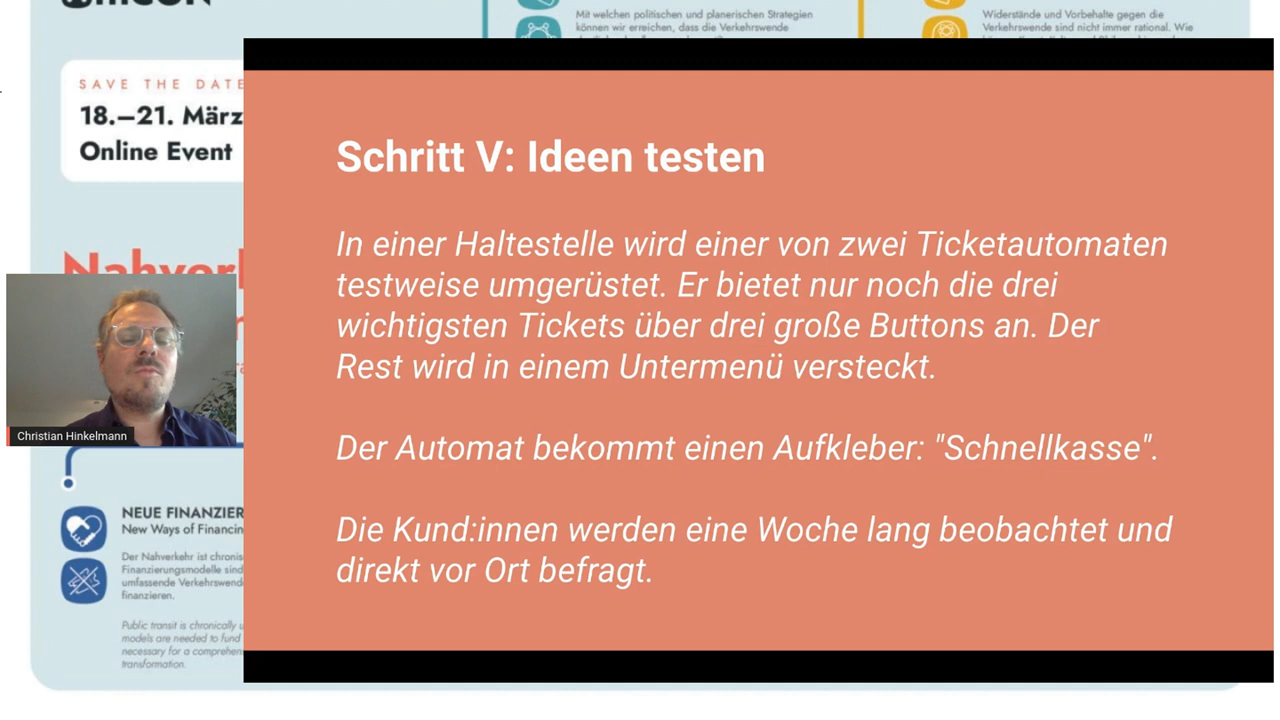 Mit welchen politischen und planerischen Strategien
können wir erreichen, dass die Verkehrswende
Widerstände und Vorbehalte gegen die
Verkehrswende sind nicht immer rational. Wie
SAVE THE DATE
18.–21. März
Online Event
Schritt V: Ideen testen
In einer Haltestelle wird einer von zwei Ticketautomaten
testweise umgerüstet. Er bietet nur noch die drei
wichtigsten Tickets über drei große Buttons an. Der
Rest wird in einem Untermenü versteckt.
Der Automat bekommt einen Aufkleber: "Schnellkasse".
Die Kund:innen werden eine Woche lang beobachtet und
direkt vor Ort befragt.
Christian Hinkelmann
NEUE FINANZIER
New Ways of Financin
Der Nahverkehr ist chronis
Finanzierungsmodelle sind
umfassende Verkehrswend
finanzieren.
Public transit is chronically
models are needed to fund
necessary for a comprehen
transformation.